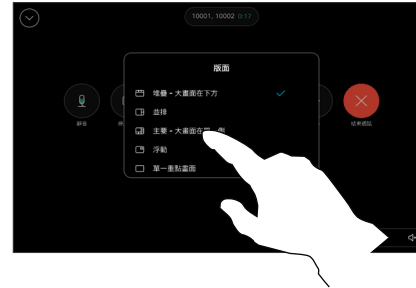 10001, 10002 0:17
版面
堆疊 - 大畫面在下方
並排
主要 - 大畫面在 側
浮動
單一重點畫面
靜音
結束通話